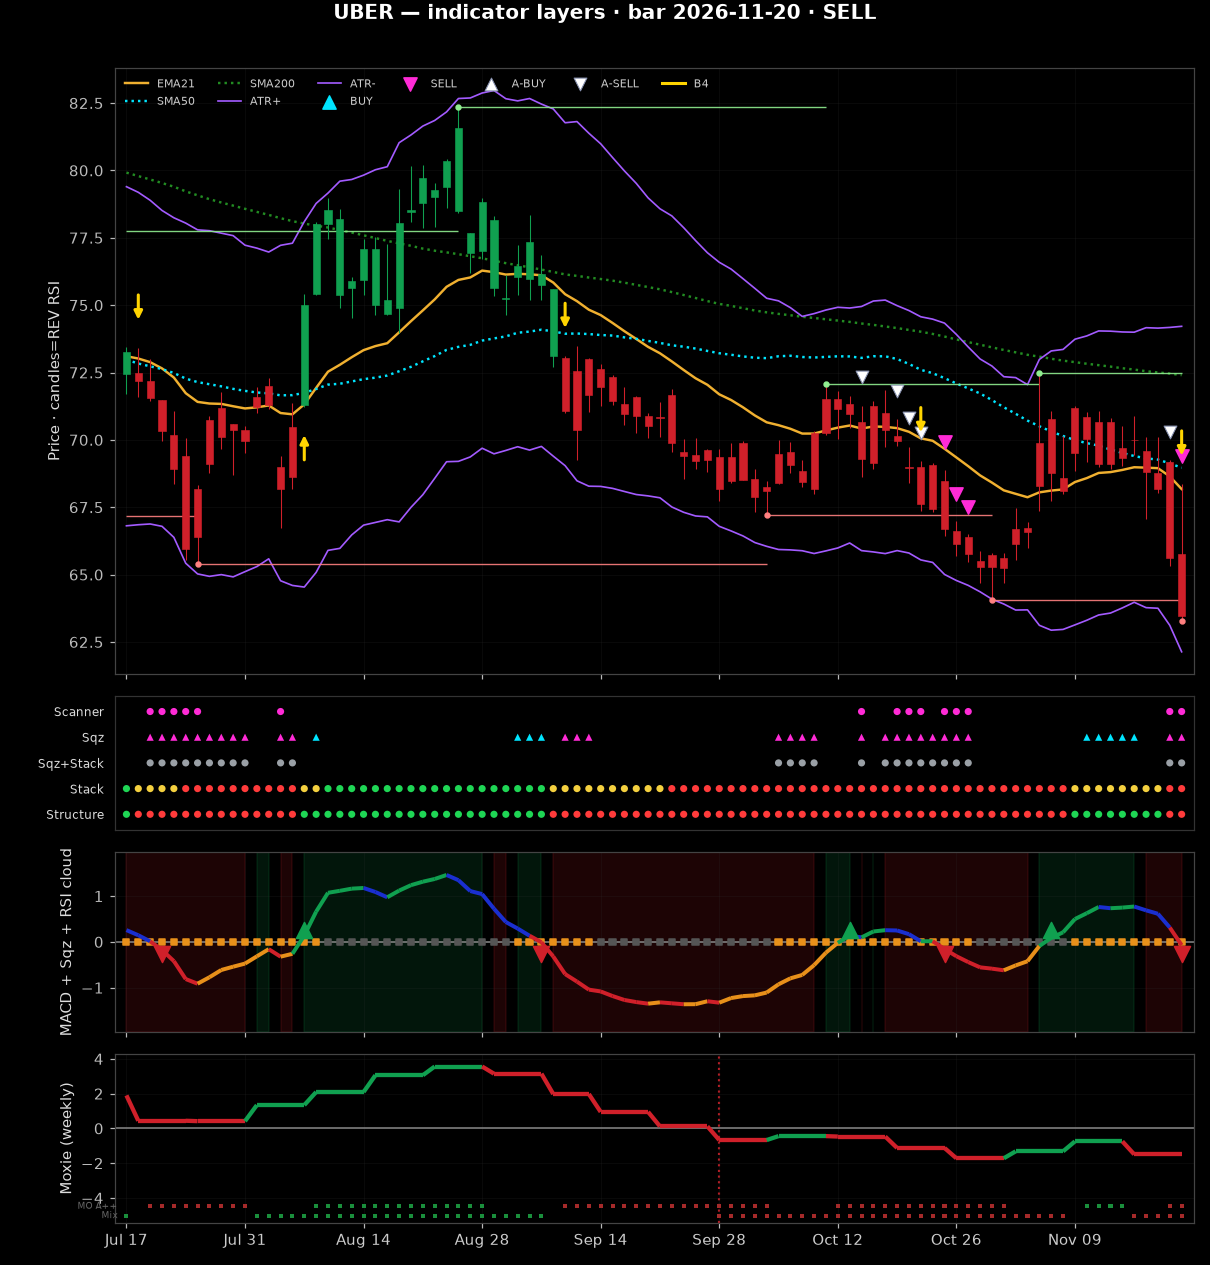 UBER — indicator layers · bar 2026-11-20 · SELL
EMA21 SMA200 ATR- SELL A-BUY A-SELL B4
SMA50 ATR+ BUY
Price · candles=REV RSI
82.5
80.0
77.5
75.0
72.5
70.0
67.5
65.0
62.5
Scanner
Sqz
Sqz+Stack
Stack
Structure
MACD + Sqz + RSI cloud
1
0
−1
Moxie (weekly)
4
2
0
−2
−4
MO A++
Mix
Jul 17 Jul 31 Aug 14 Aug 28 Sep 14 Sep 28 Oct 12 Oct 26 Nov 09